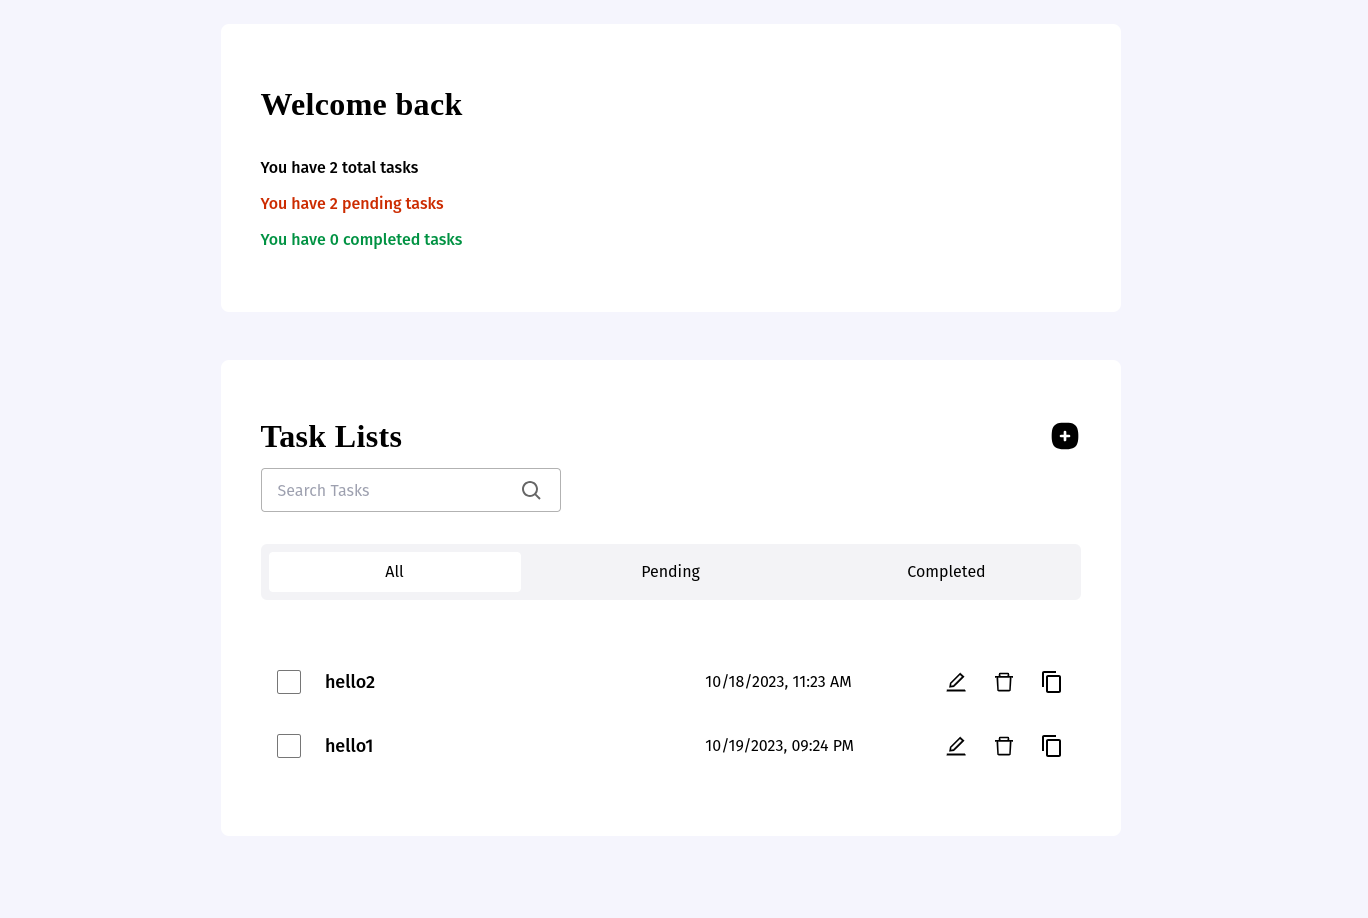 Welcome back
You have 2 total tasks
You have 2 pending tasks
You have 0 completed tasks
Task Lists
Search Tasks
All Pending Completed
hello2 10/18/2023, 11:23 AM
hello1 10/19/2023, 09:24 PM